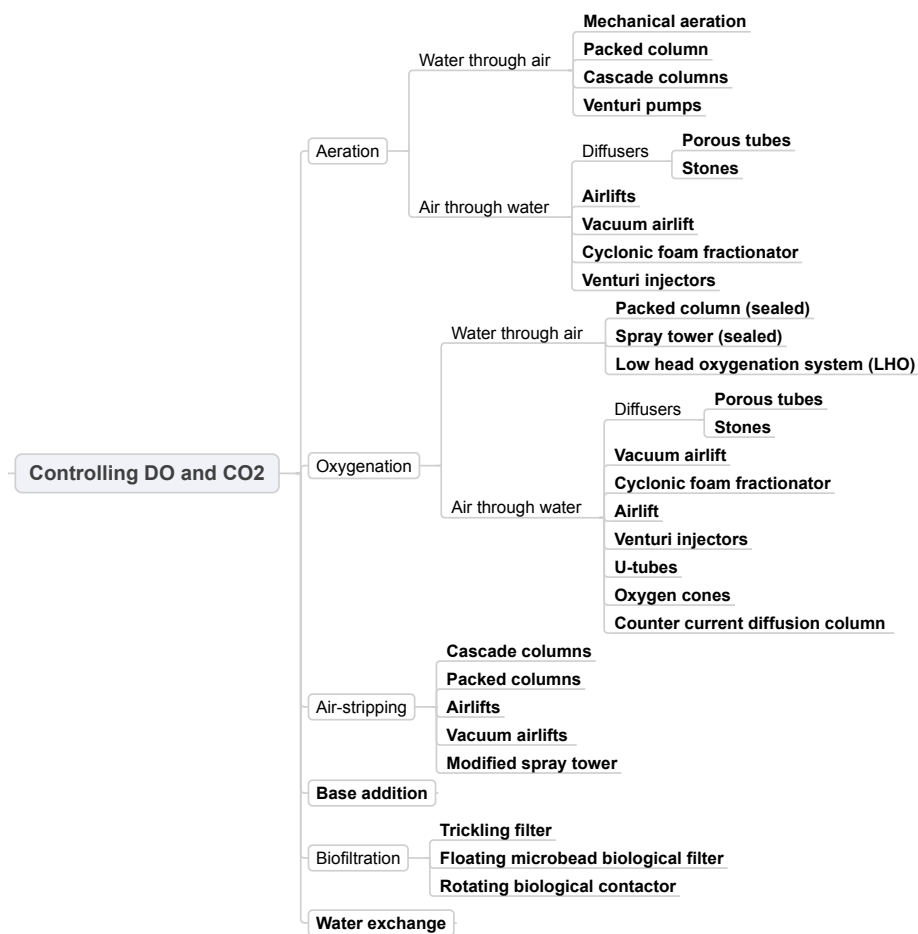 Controlling DO and CO2
Aeration
Water through air
Mechanical aeration
Packed column
Cascade columns
Venturi pumps
Air through water
Diffusers
Porous tubes
Stones
Airlifts
Vacuum airlift
Cyclonic foam fractionator
Venturi injectors
Oxygenation
Water through air
Packed column (sealed)
Spray tower (sealed)
Low head oxygenation system (LHO)
Air through water
Diffusers
Porous tubes
Stones
Vacuum airlift
Cyclonic foam fractionator
Airlift
Venturi injectors
U-tubes
Oxygen cones
Counter current diffusion column
Air-stripping
Cascade columns
Packed columns
Airlifts
Vacuum airlifts
Modified spray tower
Base addition
Biofiltration
Trickling filter
Floating microbead biological filter
Rotating biological contactor
Water exchange